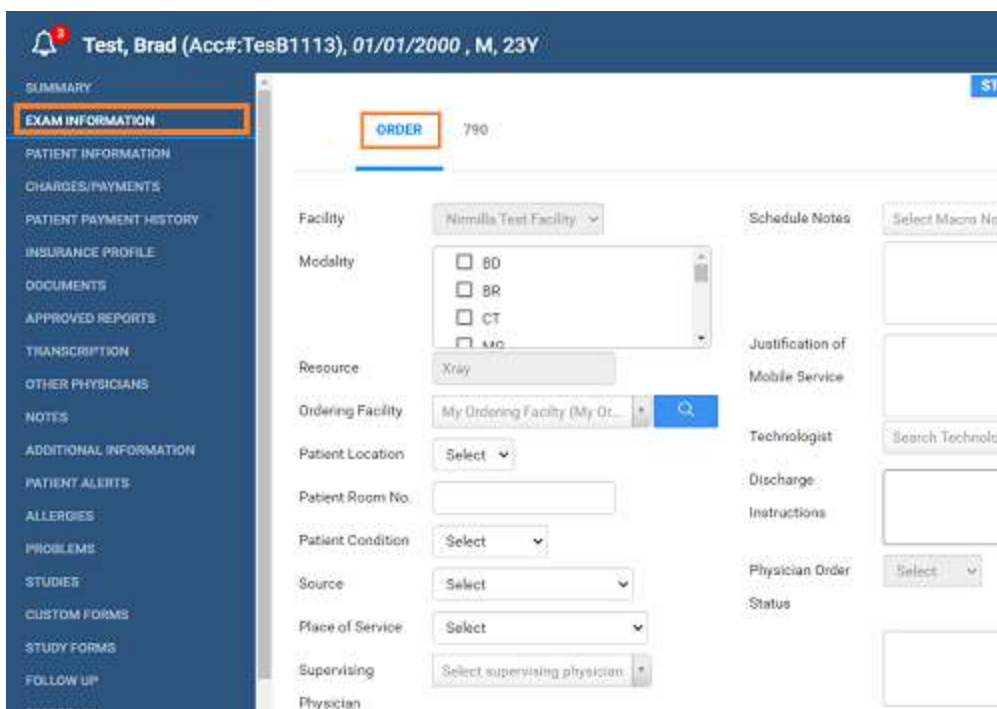 3
Test, Brad (Acc#:TesB1113), 01/01/2000 , M, 23Y
SUMMARY
EXAM INFORMATION
PATIENT INFORMATION
CHARGES/PAYMENTS
PATIENT PAYMENT HISTORY
INSURANCE PROFILE
DOCUMENTS
APPROVED REPORTS
TRANSCRIPTION
OTHER PHYSICIANS
NOTES
ADDITIONAL INFORMATION
PATIENT ALERTS
ALLERGIES
PROBLEMS
STUDIES
CUSTOM FORMS
STUDY FORMS
FOLLOW UP
ST
ORDER 790
Facility Nirmilla Test Facility
Modality BD
BR
CT
MG
Resource Xray
Ordering Facility My Ordering Facilty (My Or...
Patient Location Select
Patient Room No.
Patient Condition Select
Source Select
Place of Service Select
Supervising Select supervising physician
Physician
Schedule Notes Select Macro No
Justification of
Mobile Service
Technologist Search Technolo
Discharge
Instructions
Physician Order Select
Status